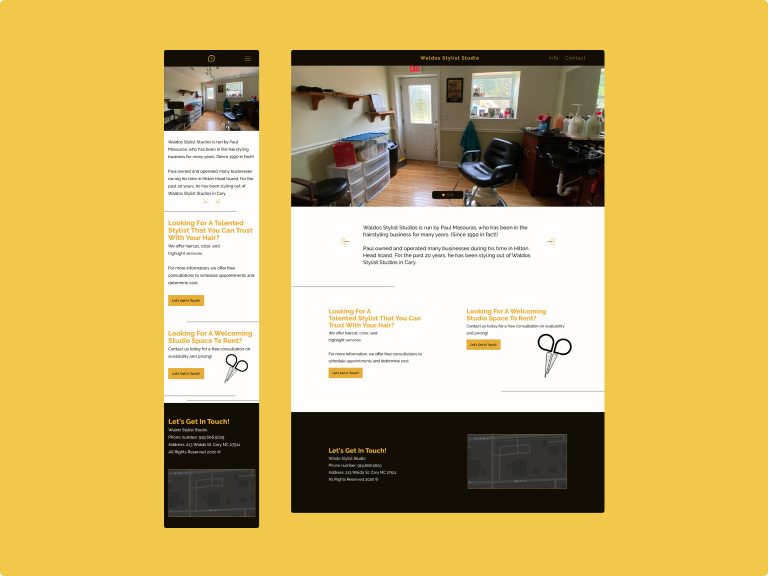 Waldos Stylist Studios is run by Paul
Masouras, who has been in the hairstyling
business for many years. (Since 1990 in fact!)
Paul owned and operated many businesses
during his time in Hilton Head Island. For the
past 20 years, he has been styling out of
Waldos Stylist Studios in Cary.
Looking For A Talented
Stylist That You Can Trust
With Your Hair?
We offer haircut, color, and
highlight services.
For more information, we offer free
consultations to schedule appointments and
determine cost.
Let's Get In Touch!
Looking For A Welcoming
Studio Space To Rent?
Contact us today for a free consultation on
availability and pricing!
Let's Get In Touch!
Let's Get In Touch!
Waldo Stylist Studio
Phone number: 919.606.5629
Address: 213 Waldo St. Cary NC 27511
All Rights Reserved 2020 ©
Waldos Stylist Studio
Info Contact
EXIT
Waldos Stylist Studios is run by Paul Masouras, who has been in the
hairstyling business for many years. (Since 1990 in fact!)
Paul owned and operated many businesses during his time in Hilton
Head Island. For the past 20 years, he has been styling out of Waldos
Stylist Studios in Cary.
Looking For A
Talented Stylist That You Can Trust
With Your Hair?
We offer haircut, color, and
highlight services.
For more information, we offer free consultations to
schedule appointments and determine cost.
Let's Get In Touch!
Looking For A Welcoming
Studio Space To Rent?
Contact us today for a free consultation on availability
and pricing!
Let's Get In Touch!
Let's Get In Touch!
Waldo Stylist Studio
Phone number: 919.606.5629
Address: 213 Waldo St. Cary NC 27511
All Rights Reserved 2020 ©